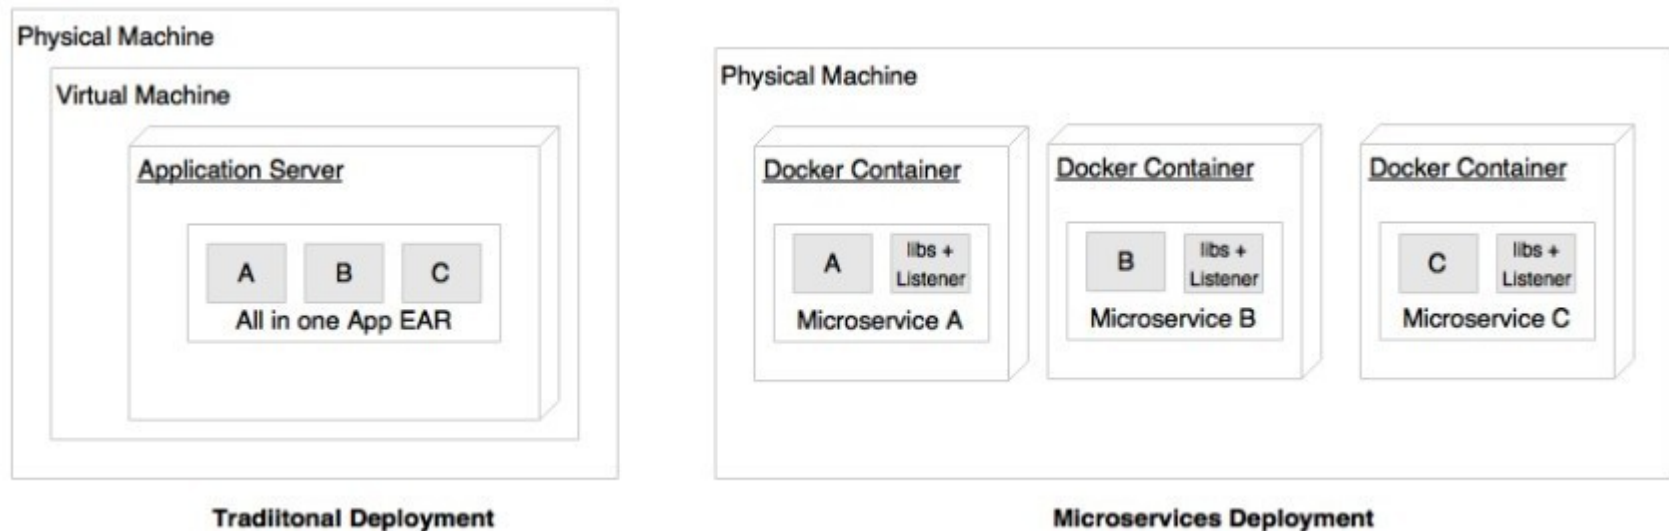 Physical Machine
Virtual Machine
Application Server
A
B
C
All in one App EAR
Tradiitonal Deployment
Physical Machine
Docker Container
A
libs +
Listener
Microservice A
Docker Container
B
libs +
Listener
Microservice B
Docker Container
C
libs +
Listener
Microservice C
Microservices Deployment